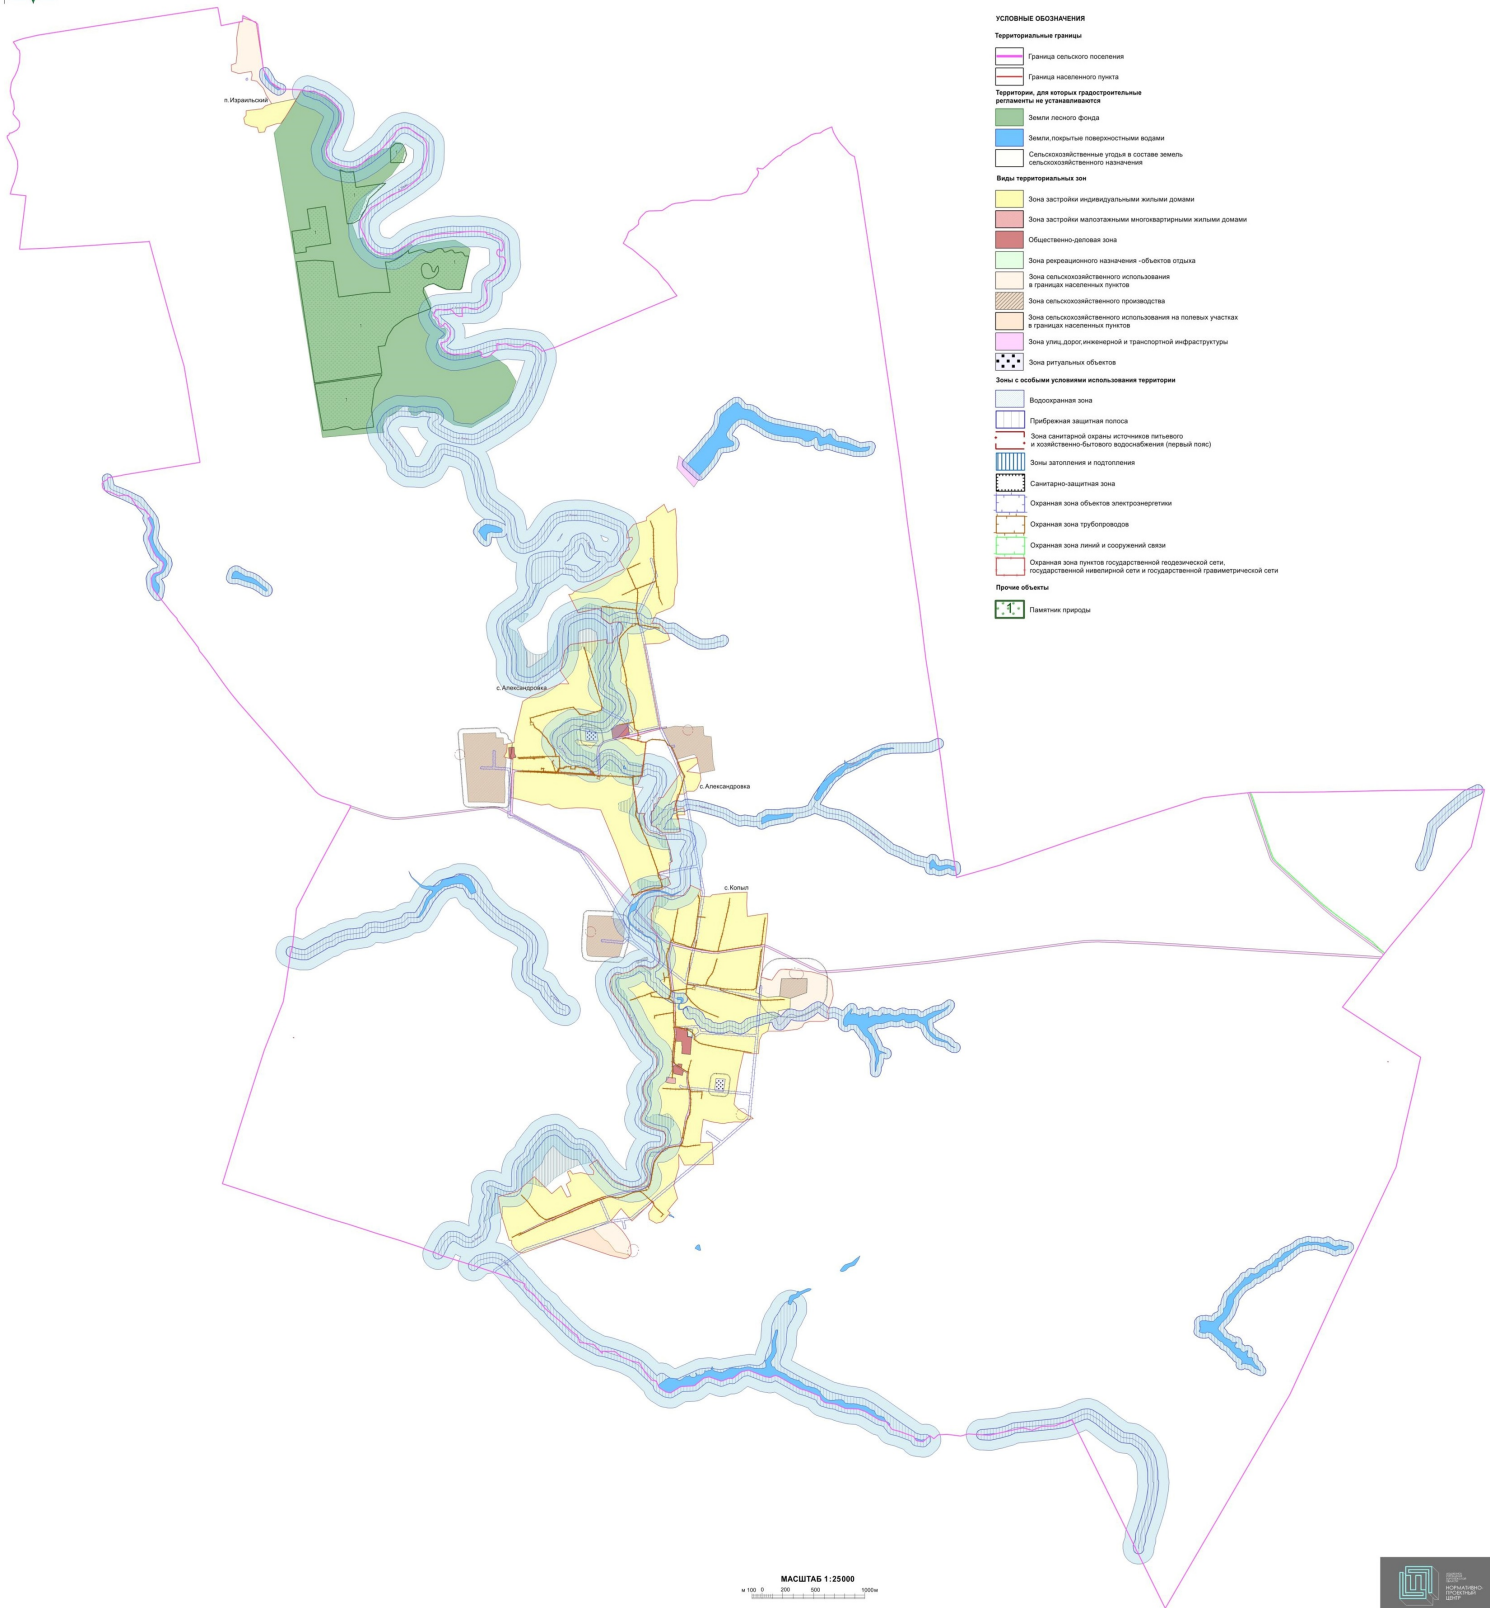 УСЛОВНЫЕ ОБОЗНАЧЕНИЯ
Территориальные границы
Граница сельского поселения
Граница населенного пункта
Территории, для которых градостроительные
регламенты не устанавливаются
Земли лесного фонда
Земли,покрытые поверхностными водами
Сельскохозяйственные угодья в составе земель
сельскохозяйственного назначения
Виды территориальных зон
Зона застройки индивидуальными жилыми домами
Зона застройки малоэтажными многоквартирными жилыми домами
Общественно-деловая зона
Зона рекреационного назначения -объектов отдыха
Зона сельскохозяйственного использования
в границах населенных пунктов
Зона сельскохозяйственного производства
Зона сельскохозяйственного использования на полевых участках
в границах населенных пунктов
Зона улиц,дорог,инженерной и транспортной инфраструктуры
Зона ритуальных объектов
Зоны с особыми условиями использования территории
Водоохранная зона
Прибрежная защитная полоса
Зона санитарной охраны источников питьевого
и хозяйственно-бытового водоснабжения (первый пояс)
Зоны затопления и подтопления
Санитарно-защитная зона
Охранная зона объектов электроэнергетики
Охранная зона трубопроводов
Охранная зона линий и сооружений связи
Охранная зона пунктов государственной геодезической сети,
государственной нивелирной сети и государственной гравиметрической сети
Прочие объекты
1 Памятник природы
п.Израильский
с.Александровка
с.Александровка
с.Копыл
МАСШТАБ 1:25000
м 100 0 200 500 1000м
НОРМАТИВНО-
ПРОЕКТНЫЙ
ЦЕНТР